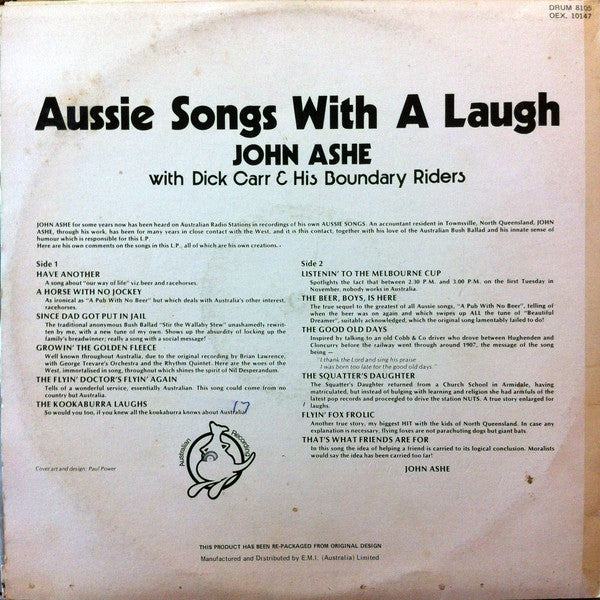 DRUM 8105
OEX. 10147
Aussie Songs With A Laugh
JOHN ASHE
with Dick Carr & His Boundary Riders
JOHN ASHE for some years now has been heard on Australian Radio Stations in recordings of his own AUSSIE SONGS. An accountant resident in Townsville, North Queensland, JOHN
ASHE, through his work, has been for many years in close contact with the West, and it is this contact, together with his love of the Australian Bush Ballad and his innate sense of
humour which is responsible for this L.P.
Here are his own comments on the songs in this L.P., all of which are his own creations.
Side 1
HAVE ANOTHER
A song about "our way of life" viz beer and racehorses.
A HORSE WITH NO JOCKEY
As ironical as "A Pub With No Beer" but which deals with Australia's other interest,
racehorses.
SINCE DAD GOT PUT IN JAIL
The traditional anonymous Bush Ballad "Stir the Wallaby Stew" unashamedly rewrit-
ten by me, with a new tune of my own. Shows up the absurdity of locking up the
family's breadwinner; really a song with a social message!
GROWIN' THE GOLDEN FLEECE
Well known throughout Australia, due to the original recording by Brian Lawrence,
with George Trevare's Orchestra and the Rhythm Quintet. Here are the woes of the
West, immortalised in song, throughout which shines the spirit of Nil Desperandum.
THE FLYIN' DOCTOR'S FLYIN' AGAIN
Tells of a wonderful service, essentially Australian. This song could come from no
country but Australia.
THE KOOKABURRA LAUGHS
So would you too, if you knew all the kookaburra knows about Australia!
17
Side 2
LISTENIN' TO THE MELBOURNE CUP
Spotlights the fact that between 2.30 P.M. and 3.00 P.M. on the first Tuesday in
November, nobody works in Australia.
THE BEER, BOYS, IS HERE
The true sequel to the greatest of all Aussie songs, "A Pub With No Beer", telling of
when the beer was on again and which swipes up ALL the tune of "Beautiful
Dreamer", suitably acknowledged, which the original song lamentably failed to do!
THE GOOD OLD DAYS
Inspired by talking to an old Cobb & Co driver who drove between Hughenden and
Cloncurry before the railway went through around 1907, the message of the song
being —
I thank the Lord and sing his praise
I was born too late for the good old days
THE SQUATTER'S DAUGHTER
The Squatter's Daughter returned from a Church School in Armidale, having
matriculated, but instead of bulging with learning and religion she had armfuls of the
latest pop records and proceeded to drive the station NUTS. A true story enlarged for
laughs.
FLYIN' FOX FROLIC
Another true story, my biggest HIT with the kids of North Queensland. In case any
explanation is necessary, flying foxes are not parachuting dogs but giant bats.
THAT'S WHAT FRIENDS ARE FOR
In this song the idea of helping a friend is carried to its logical conclusion. Moralists
would say the idea has been carried too far!
JOHN ASHE
Australian Recording
Cover art and design: Paul Power
THIS PRODUCT HAS BEEN RE-PACKAGED FROM ORIGINAL DESIGN
Manufactured and Distributed by E.M.I. (Australia) Limited